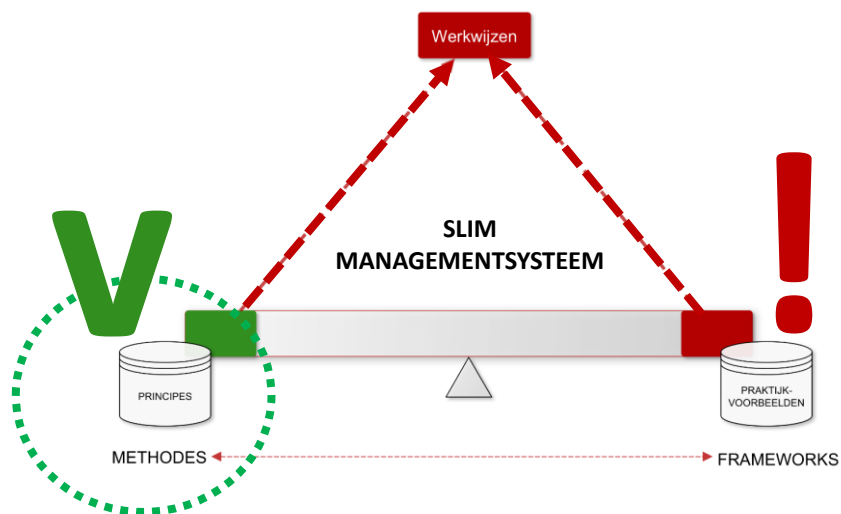 Werkwijzen
V
!
SLIM
MANAGEMENTSYSTEEM
PRINCIPES
PRAKTIJK-
VOORBEELDEN
METHODES
FRAMEWORKS